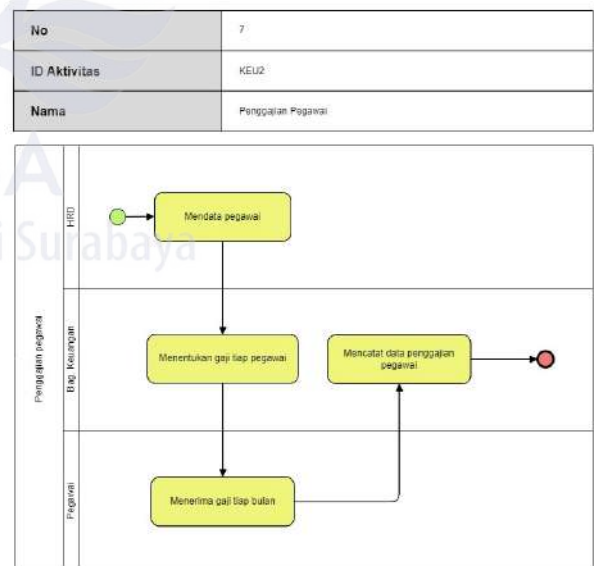 No
7
ID Aktivitas
KEU2
Nama
Penggajian Pegawai
A
i Surabaya
Penggajian pegawai
HRD
Mendata pegawai
Bag. Keuangan
Menentukan gaji tiap pegawai
Mencatat data penggajian
pegawai
Pegawai
Menerima gaji tiap bulan